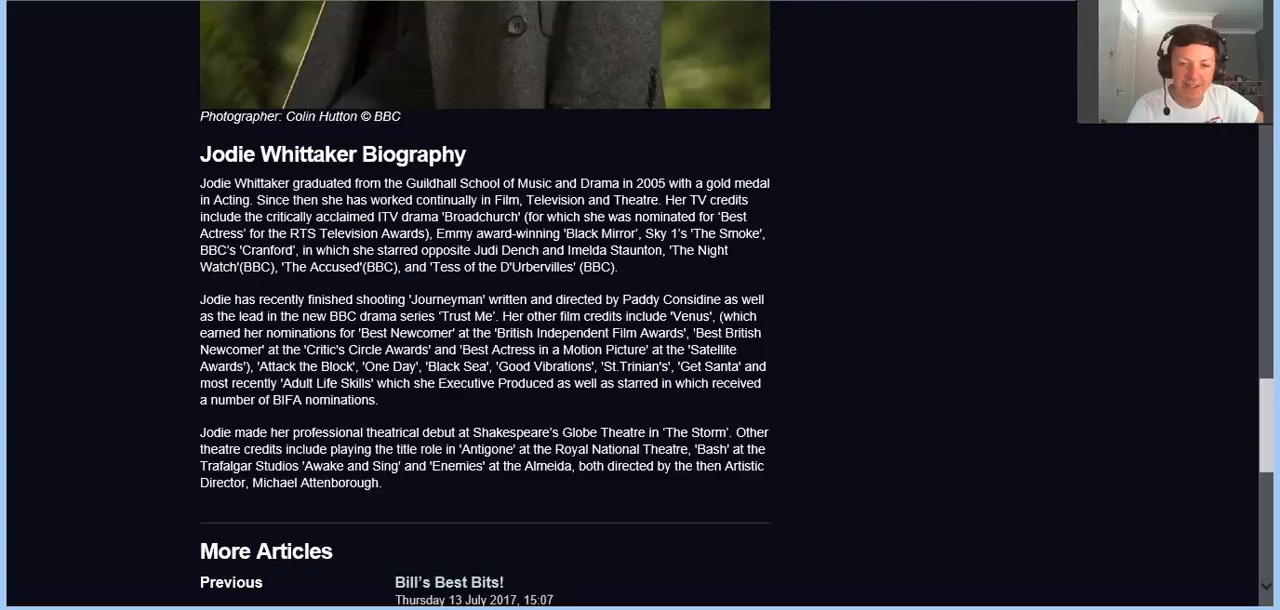 Photographer: Colin Hutton © BBC
Jodie Whittaker Biography
Jodie Whittaker graduated from the Guildhall School of Music and Drama in 2005 with a gold medal
in Acting. Since then she has worked continually in Film, Television and Theatre. Her TV credits
include the critically acclaimed ITV drama 'Broadchurch' (for which she was nominated for ‘Best
Actress’ for the RTS Television Awards), Emmy award-winning 'Black Mirror’, Sky 1’s 'The Smoke',
BBC’s 'Cranford’, in which she starred opposite Judi Dench and Imelda Staunton, 'The Night
Watch'(BBC), 'The Accused'(BBC), and 'Tess of the D'Urbervilles' (BBC).
Jodie has recently finished shooting 'Journeyman' written and directed by Paddy Considine as well
as the lead in the new BBC drama series ‘Trust Me’. Her other film credits include 'Venus', (which
earned her nominations for 'Best Newcomer' at the 'British Independent Film Awards', 'Best British
Newcomer' at the 'Critic's Circle Awards' and 'Best Actress in a Motion Picture' at the 'Satellite
Awards'), 'Attack the Block', 'One Day', 'Black Sea', 'Good Vibrations', 'St.Trinian's', 'Get Santa' and
most recently 'Adult Life Skills' which she Executive Produced as well as starred in which received
a number of BIFA nominations.
Jodie made her professional theatrical debut at Shakespeare’s Globe Theatre in ‘The Storm’. Other
theatre credits include playing the title role in 'Antigone' at the Royal National Theatre, 'Bash' at the
Trafalgar Studios 'Awake and Sing' and 'Enemies' at the Almeida, both directed by the then Artistic
Director, Michael Attenborough.
More Articles
Previous
Bill’s Best Bits!
Thursday 13 July 2017, 15:07